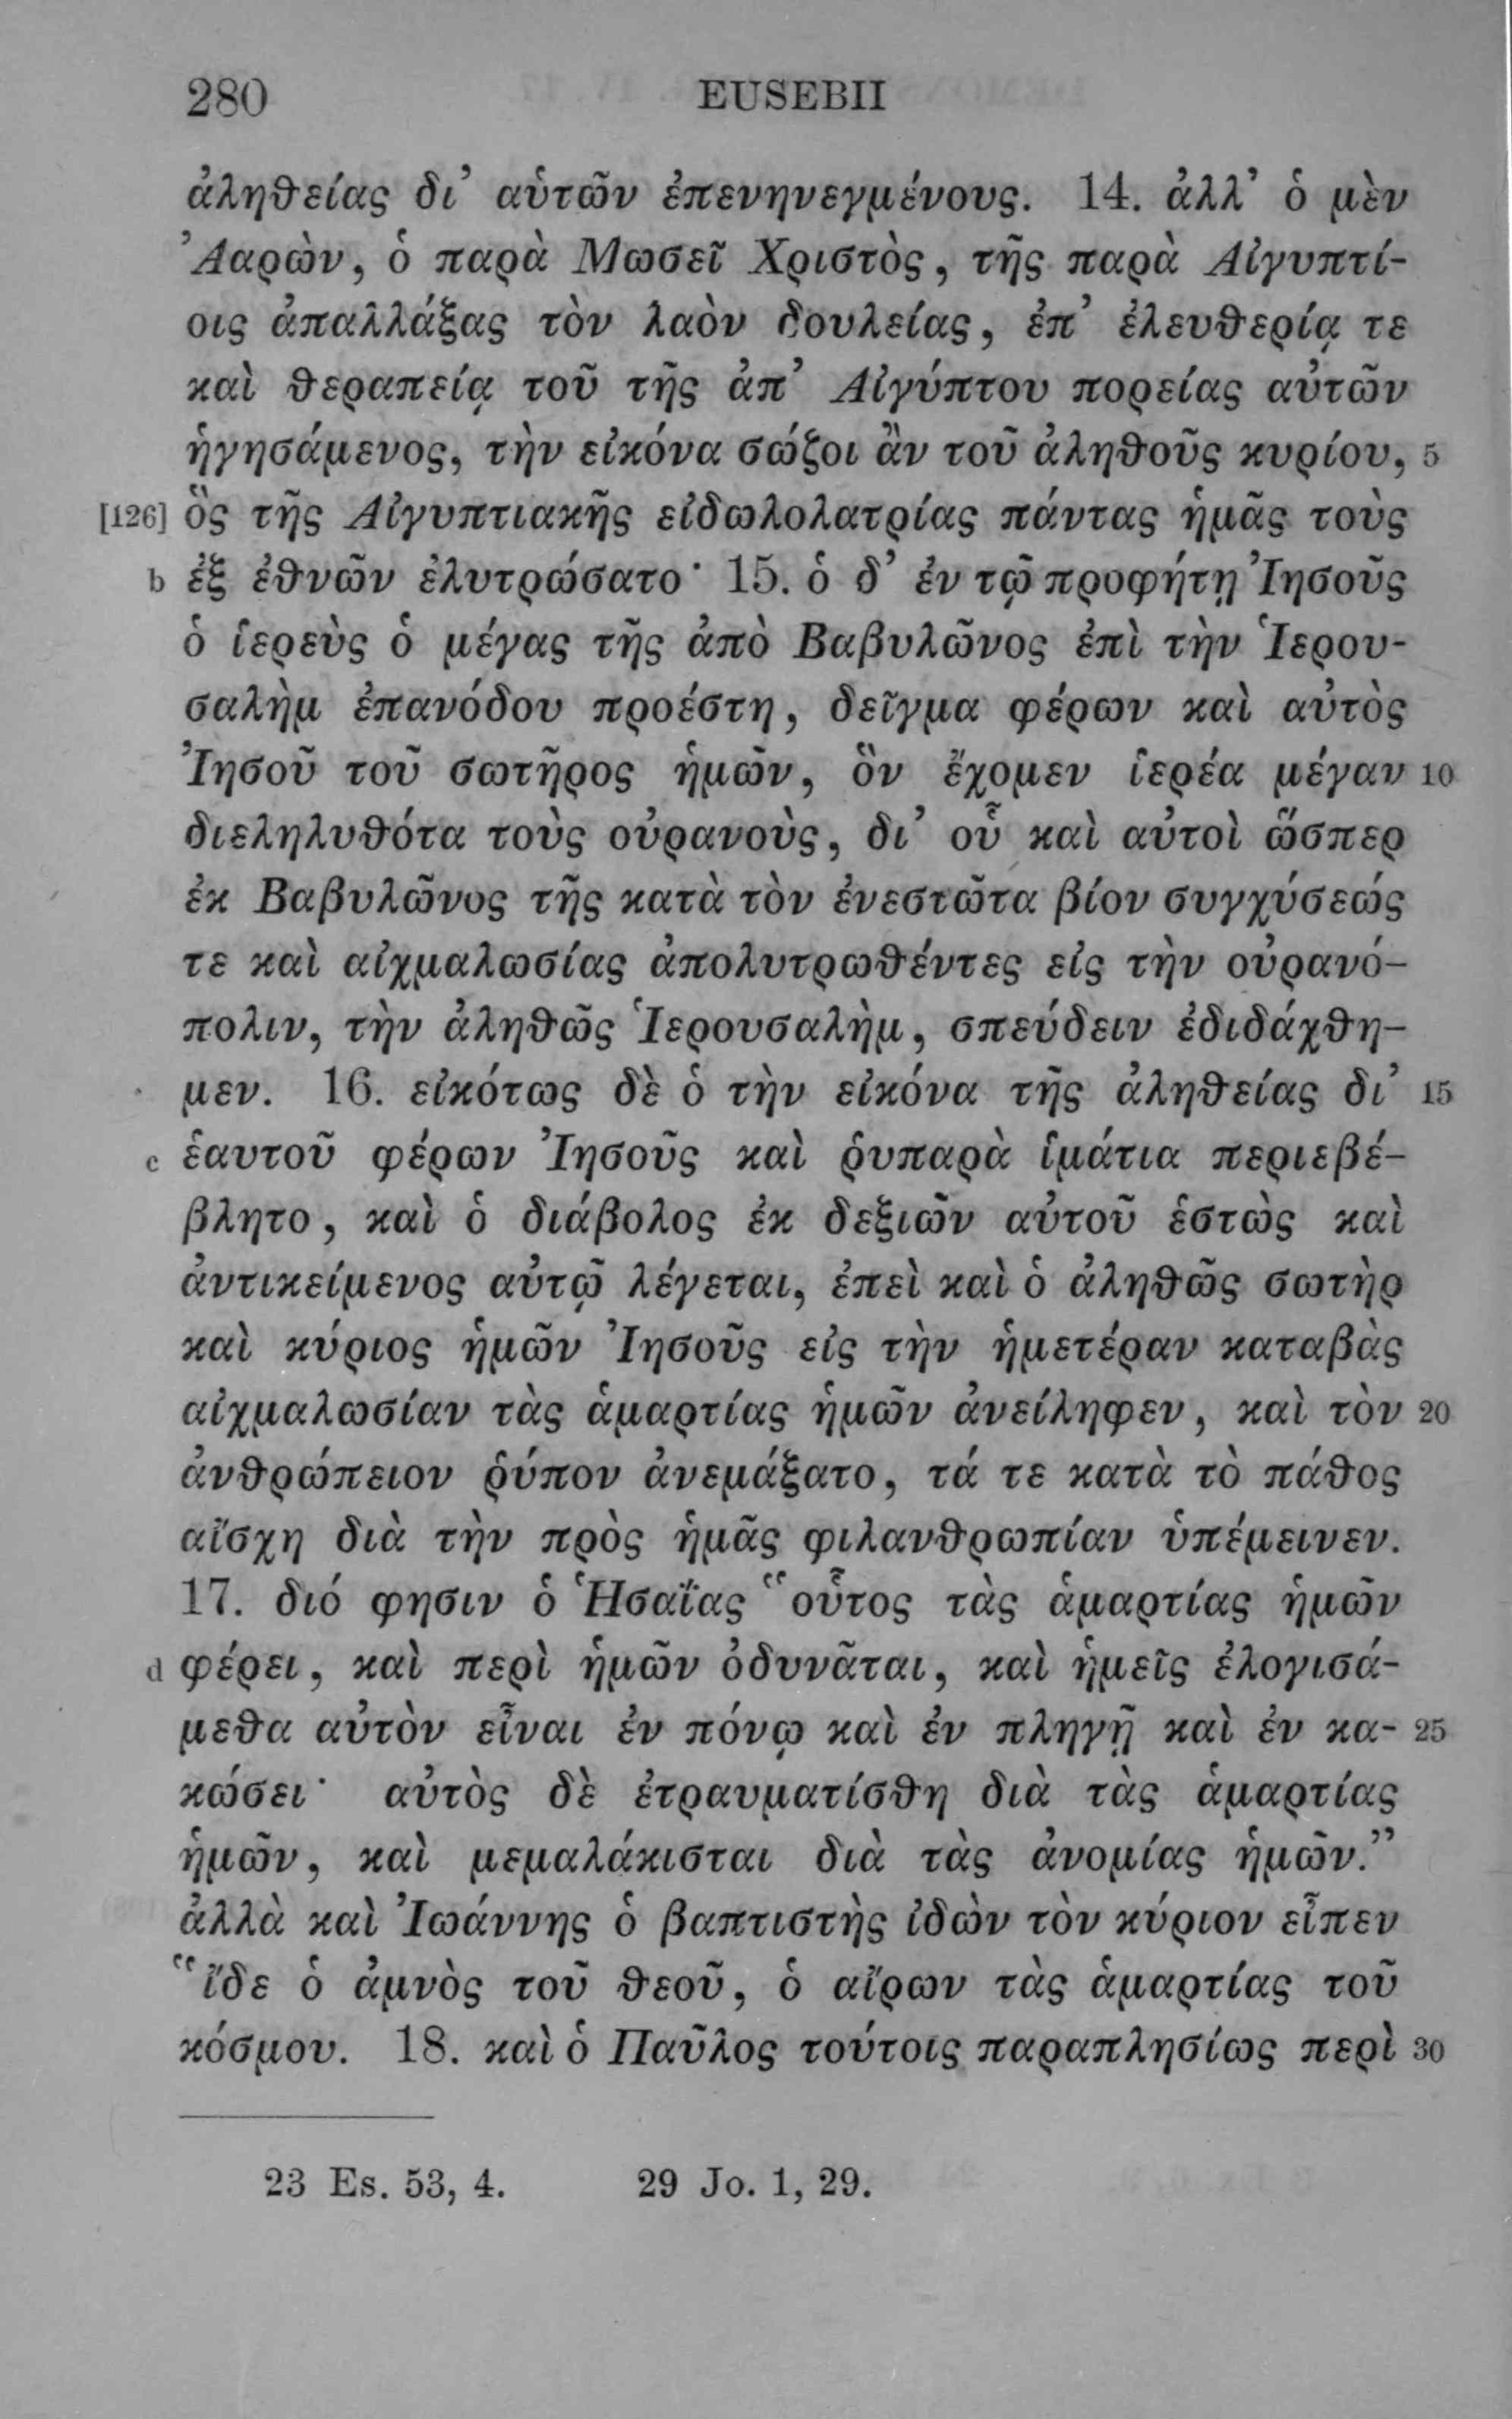 280 EUSEBII
ἀληθείας δι’ αὑτῶν ἐπενηνεγμένους. 14. ἀλλ’ ὁ μὲν
Ἀαρὼν, ὁ παρὰ Μωσεῖ Χριστὸς, τῆς παρὰ Αἰγυπτί-
οις ἀπαλλάξας τὸν λαὸν δουλείας, ἐπ’ ἐλευθερίᾳ τε
καὶ θεραπείᾳ τοῦ τῆς ἀπ’ Αἰγύπτου πορείας αὐτῶν
ἡγησάμενος, τὴν εἰκόνα σώζοι ἂν τοῦ ἀληθοῦς κυρίου, 5
[126] ὃς τῆς Αἰγυπτιακῆς εἰδωλολατρίας πάντας ἡμᾶς τοὺς
b ἐξ ἐθνῶν ἐλυτρώσατο· 15. ὁ δ’ ἐν τῷ προφήτῃ Ἰησοῦς
ὁ ἱερεὺς ὁ μέγας τῆς ἀπὸ Βαβυλῶνος ἐπὶ τὴν Ἱερου-
σαλὴμ ἐπανόδου προέστη, δεῖγμα φέρων καὶ αὐτὸς
Ἰησοῦ τοῦ σωτῆρος ἡμῶν, ὃν ἔχομεν ἱερέα μέγαν 10
διεληλυθότα τοὺς οὐρανοὺς, δι’ οὗ καὶ αὐτοὶ ὥσπερ
ἐκ Βαβυλῶνος τῆς κατὰ τὸν ἐνεστῶτα βίον συγχύσεώς
τε καὶ αἰχμαλωσίας ἀπολυτρωθέντες εἰς τὴν οὐρανό-
πολιν, τὴν ἀληθῶς Ἱερουσαλὴμ, σπεύδειν ἐδιδάχθη-
μεν. 16. εἰκότως δὲ ὁ τὴν εἰκόνα τῆς ἀληθείας δι’ 15
c ἑαυτοῦ φέρων Ἰησοῦς καὶ ῥυπαρὰ ἱμάτια περιεβέ-
βλητο, καὶ ὁ διάβολος ἐκ δεξιῶν αὐτοῦ ἑστὼς καὶ
ἀντικείμενος αὐτῷ λέγεται, ἐπεὶ καὶ ὁ ἀληθῶς σωτὴρ
καὶ κύριος ἡμῶν Ἰησοῦς εἰς τὴν ἡμετέραν καταβὰς
αἰχμαλωσίαν τὰς ἁμαρτίας ἡμῶν ἀνείληφεν, καὶ τὸν 20
ἀνθρώπειον ῥύπον ἀνεμάξατο, τά τε κατὰ τὸ πάθος
αἴσχη διὰ τὴν πρὸς ἡμᾶς φιλανθρωπίαν ὑπέμεινεν.
17. διό φησιν ὁ Ἡσαΐας “οὗτος τὰς ἁμαρτίας ἡμῶν
d φέρει, καὶ περὶ ἡμῶν ὀδυνᾶται, καὶ ἡμεῖς ἐλογισά-
μεθα αὐτὸν εἶναι ἐν πόνῳ καὶ ἐν πληγῇ καὶ ἐν κα- 25
κώσει· αὐτὸς δὲ ἐτραυματίσθη διὰ τὰς ἁμαρτίας
ἡμῶν, καὶ μεμαλάκισται διὰ τὰς ἀνομίας ἡμῶν.”
ἀλλὰ καὶ Ἰωάννης ὁ βαπτιστὴς ἰδὼν τὸν κύριον εἶπεν
“ἴδε ὁ ἀμνὸς τοῦ θεοῦ, ὁ αἴρων τὰς ἁμαρτίας τοῦ
κόσμου. 18. καὶ ὁ Παῦλος τούτοις παραπλησίως περὶ 30
23 Es. 53, 4. 29 Jo. 1, 29.